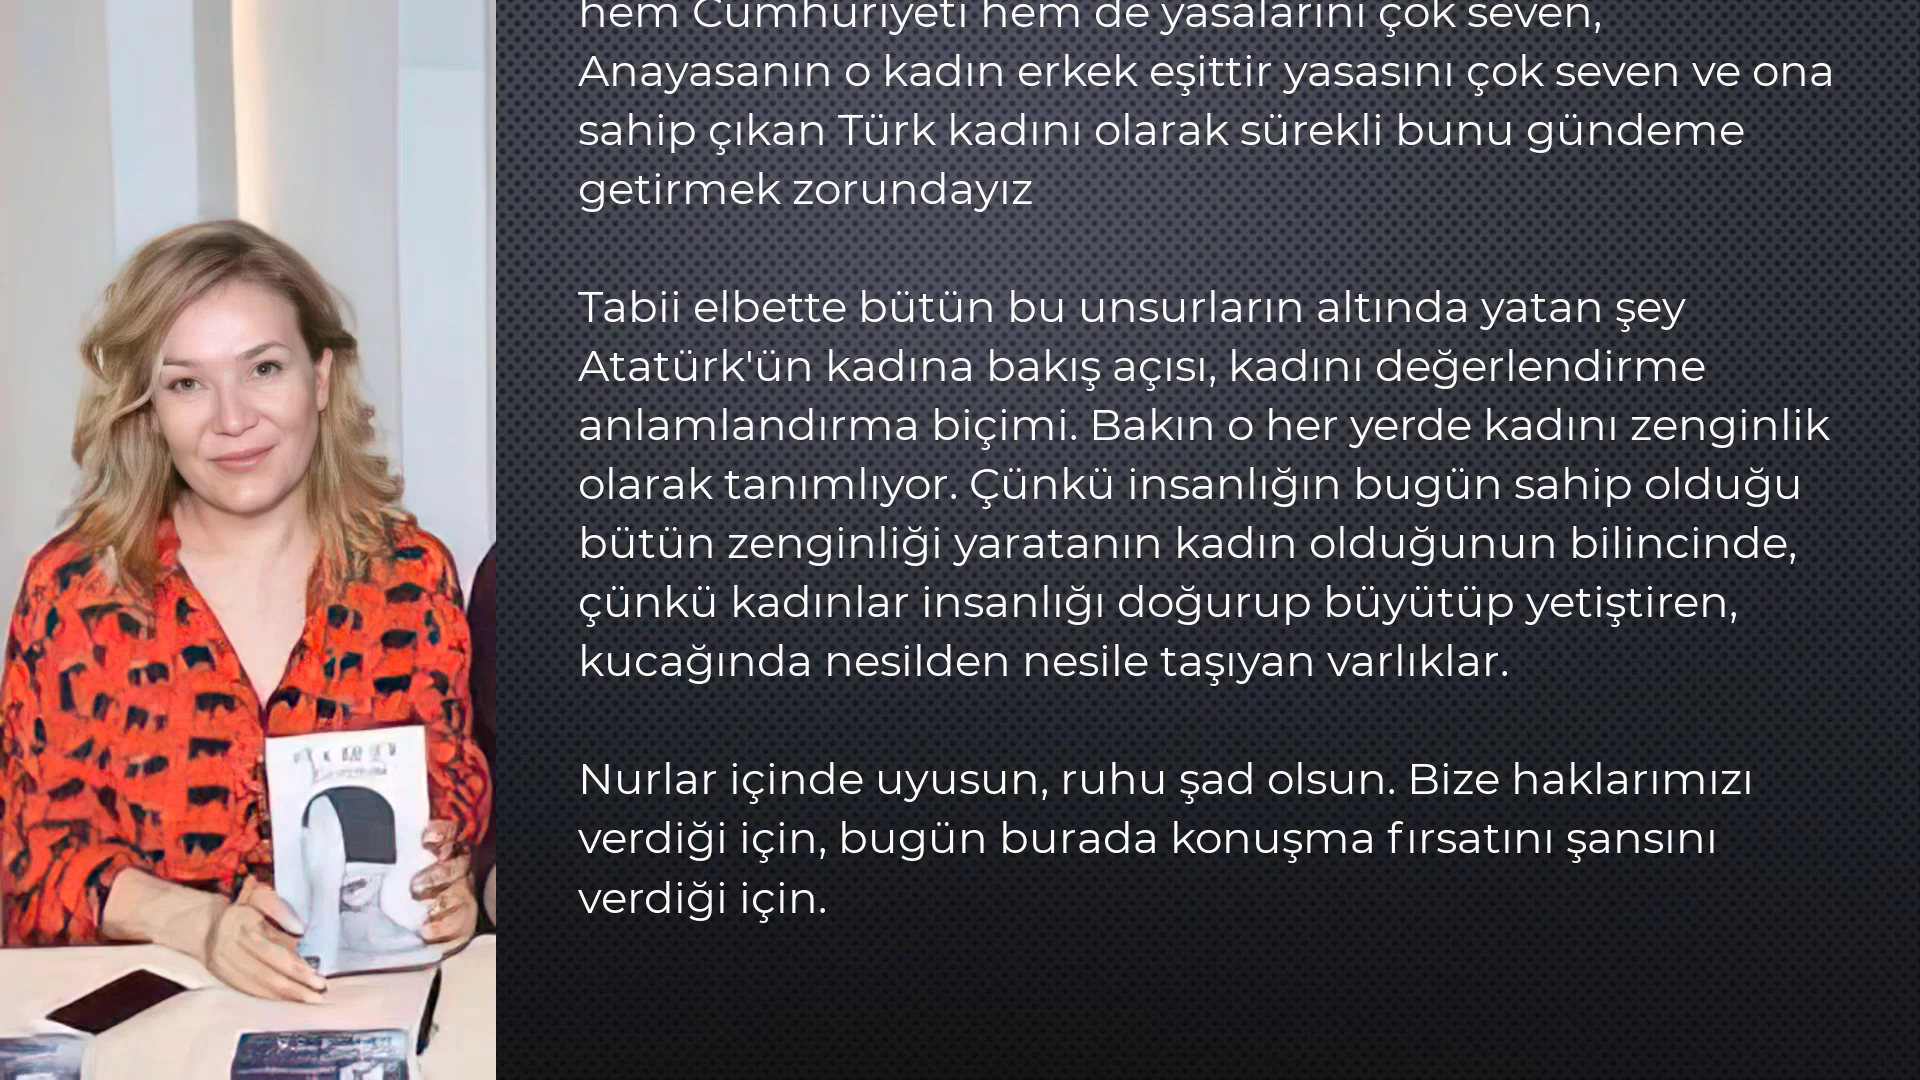 hem Cumhuriyeti hem de yasalarını çok seven,
Anayasanın o kadın erkek eşittir yasasını çok seven ve ona
sahip çıkan Türk kadını olarak sürekli bunu gündeme
getirmek zorundayız
Tabii elbette bütün bu unsurların altında yatan şey
Atatürk'ün kadına bakış açısı, kadını değerlendirme
anlamlandırma biçimi. Bakın o her yerde kadını zenginlik
olarak tanımlıyor. Çünkü insanlığın bugün sahip olduğu
bütün zenginliği yaratanın kadın olduğunun bilincinde,
çünkü kadınlar insanlığı doğurup büyütüp yetiştiren,
kucağında nesilden nesile taşıyan varlıklar.
Nurlar içinde uyusun, ruhu şad olsun. Bize haklarımızı
verdiği için, bugün burada konuşma fırsatını şansını
verdiği için.